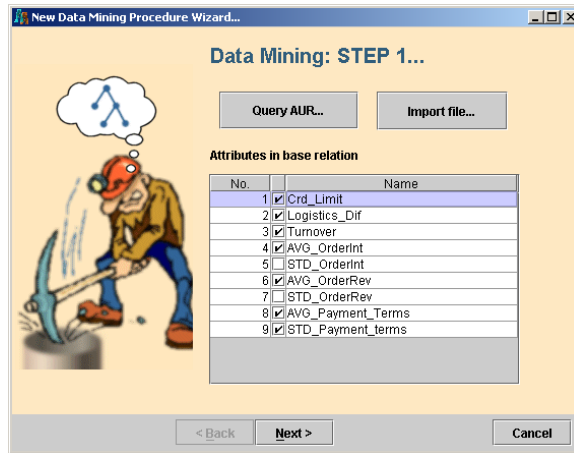 New Data Mining Procedure Wizard...
Data Mining: STEP 1...
Query AUR... Import file...
Attributes in base relation
No. Name
1 Crd_Limit
2 Logistics_Dif
3 Turnover
4 AVG_OrderInt
5 STD_OrderInt
6 AVG_OrderRev
7 STD_OrderRev
8 AVG_Payment_Terms
9 STD_Payment_terms
< Back Next > Cancel